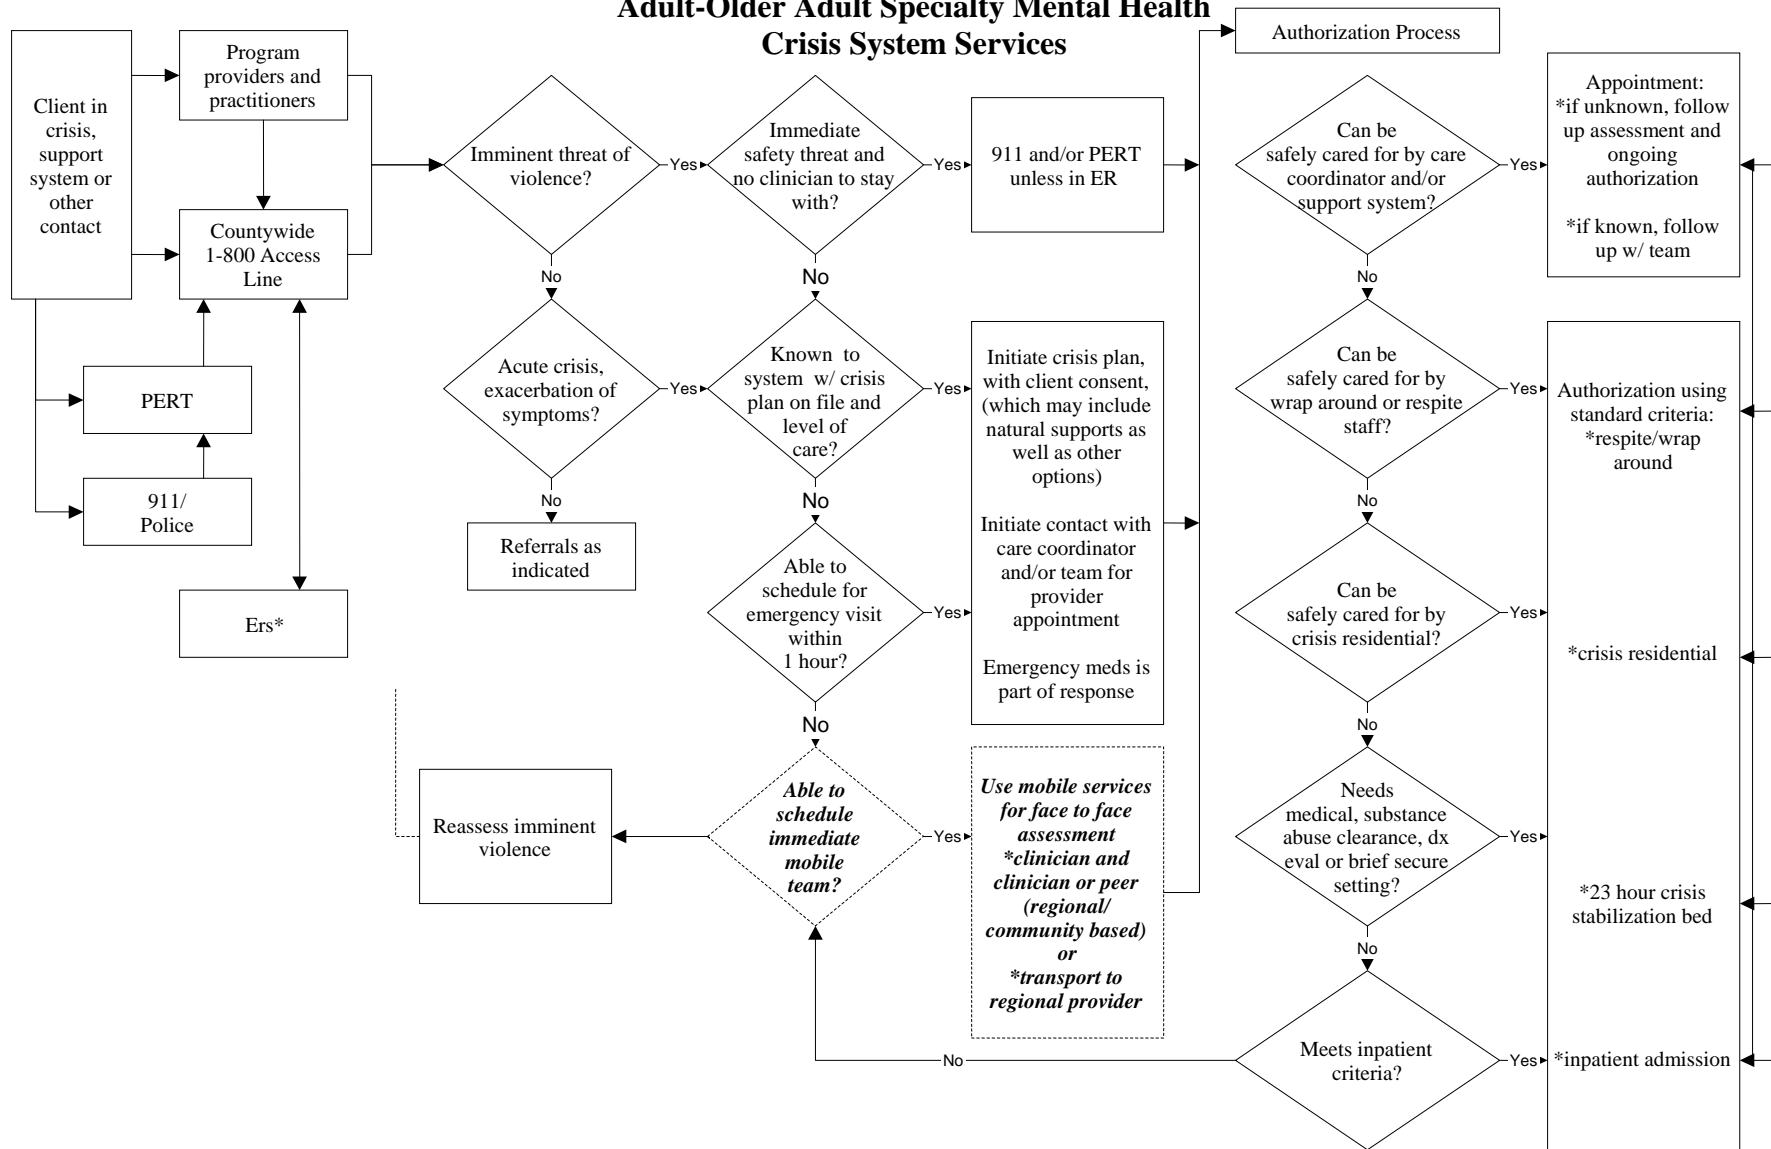 Adult-Older Adult Specialty Mental Health
Crisis System Services
Client in
crisis,
support
system or
other
contact
Program
providers and
practitioners
Countywide
1-800 Access
Line
PERT
911/
Police
Ers*
Imminent threat of
violence?
Yes
No
Acute crisis,
exacerbation of
symptoms?
Yes
No
Referrals as
indicated
Immediate
safety threat and
no clinician to stay
with?
Yes
No
Known to
system w/ crisis
plan on file and
level of
care?
No
Able to
schedule for
emergency visit
within
1 hour?
Yes
No
Able to
schedule
immediate
mobile
team?
Yes
Reassess imminent
violence
911 and/or PERT
unless in ER
Initiate crisis plan,
with client consent,
(which may include
natural supports as
well as other
options)
Initiate contact with
care coordinator
and/or team for
provider
appointment
Emergency meds is
part of response
Use mobile services
for face to face
assessment
*clinician and
clinician or peer
(regional/
community based)
or
*transport to
regional provider
Authorization Process
Can be
safely cared for by care
coordinator and/or
support system?
Yes
No
Can be
safely cared for by
wrap around or respite
staff?
Yes
No
Can be
safely cared for by
crisis residential?
Yes
No
Needs
medical, substance
abuse clearance, dx
eval or brief secure
setting?
Yes
No
Meets inpatient
criteria?
Yes
No
Appointment:
*if unknown, follow
up assessment and
ongoing
authorization
*if known, follow
up w/ team
Authorization using
standard criteria:
*respite/wrap
around
*crisis residential
*23 hour crisis
stabilization bed
*inpatient admission
Yes